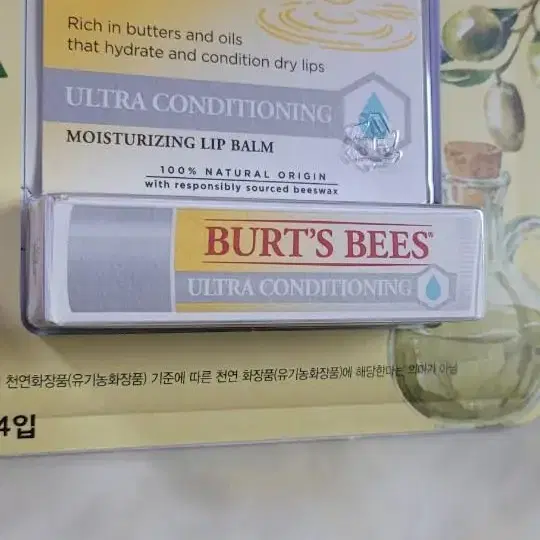 Rich in butters and oils
that hydrate and condition dry lips
ULTRA CONDITIONING
MOISTURIZING LIP BALM
100% NATURAL ORIGIN
with responsibly sourced beeswax
BURT'S BEES®
ULTRA CONDITIONING
천연화장품(유기농화장품) 기준에 따른 천연 화장품(유기농화장품)에 해당한다는 의미가 아님
4입